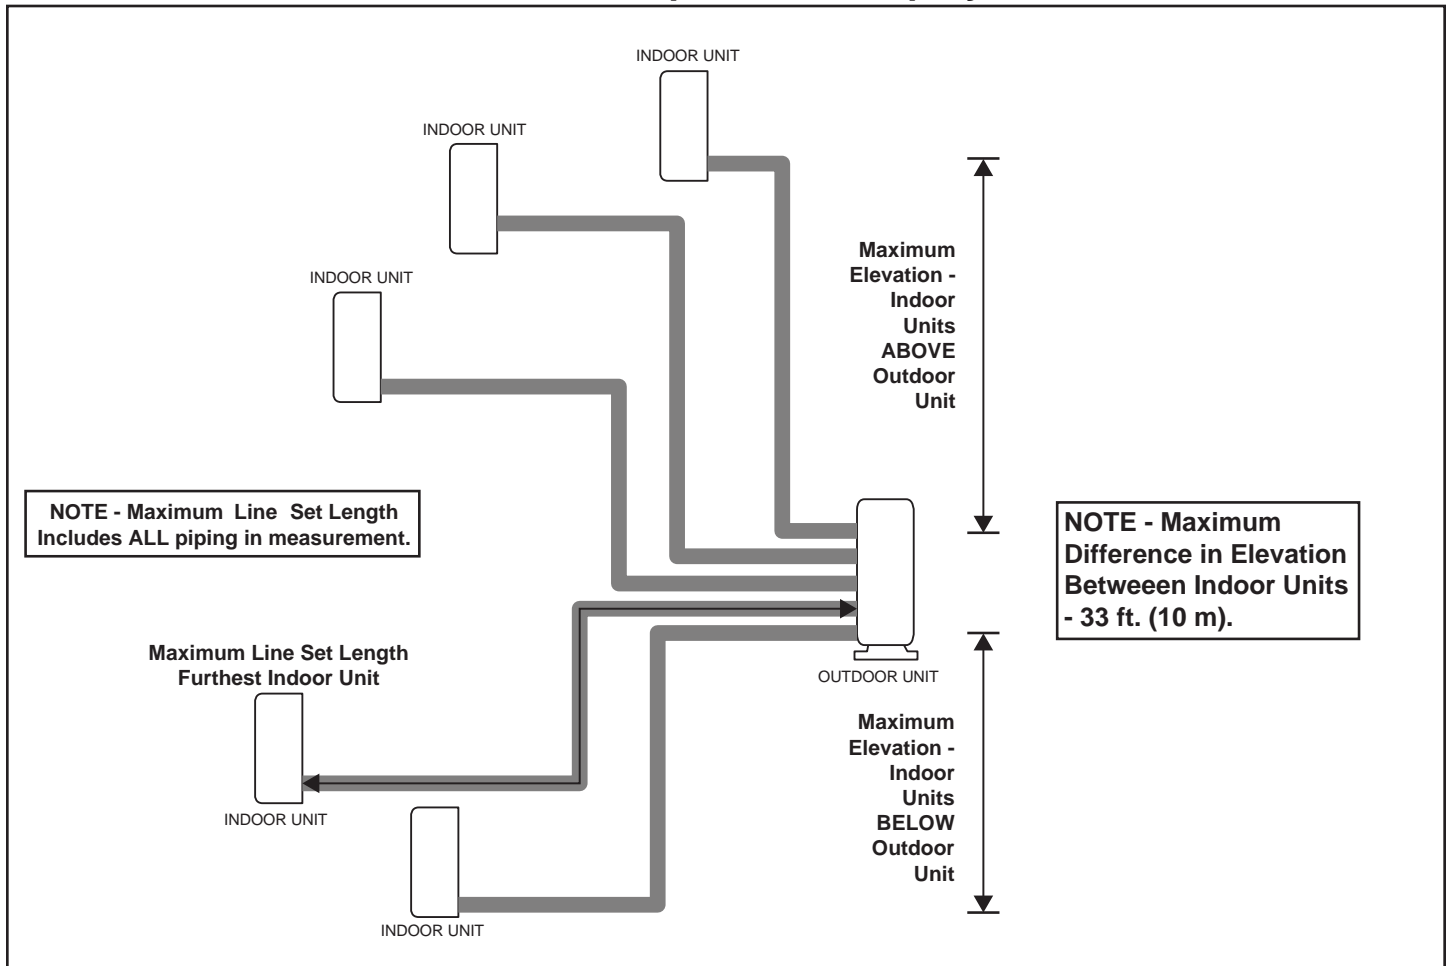 INDOOR UNIT
INDOOR UNIT
INDOOR UNIT
Maximum
Elevation -
Indoor
Units
ABOVE
Outdoor
Unit
NOTE - Maximum Line Set Length
Includes ALL piping in measurement.
NOTE - Maximum
Difference in Elevation
Betweeen Indoor Units
- 33 ft. (10 m).
Maximum Line Set Length
Furthest Indoor Unit
OUTDOOR UNIT
INDOOR UNIT
Maximum
Elevation -
Indoor
Units
BELOW
Outdoor
Unit
INDOOR UNIT